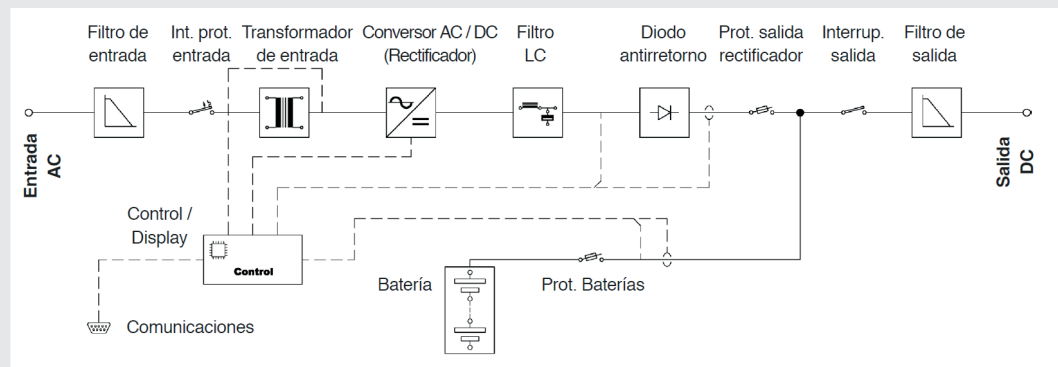 Filtro de
entrada
Int. prot.
entrada
Transformador
de entrada
Conversor AC / DC
(Rectificador)
Filtro
LC
Diodo
antirretorno
Prot. salida
rectificador
Interrup.
salida
Filtro de
salida
Entrada
AC
Salida
DC
Control /
Display
Control
Batería
Prot. Baterías
Comunicaciones